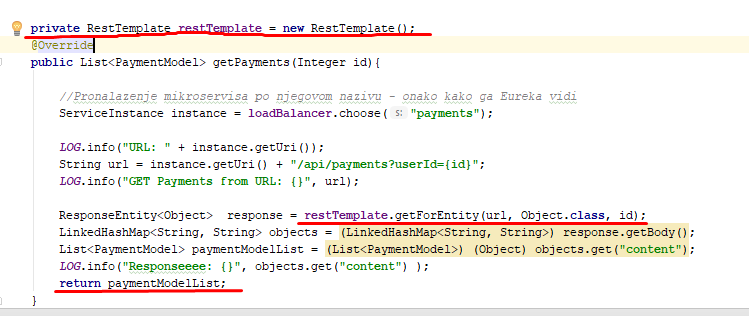 private RestTemplate restTemplate = new RestTemplate();
@Override
public List<PaymentModel> getPayments(Integer id){
//Pronalazenje mikroservisa po njegovom nazivu - onako kako ga Eureka vidi
ServiceInstance instance = loadBalancer.choose( s: "payments");
LOG.info("URL: " + instance.getUri());
String url = instance.getUri() + "/api/payments?userId={id}";
LOG.info("GET Payments from URL: {}", url);
ResponseEntity<Object>  response = restTemplate.getForEntity(url, Object.class, id);
LinkedHashMap<String, String> objects = (LinkedHashMap<String, String>) response.getBody();
List<PaymentModel> paymentModelList = (List<PaymentModel>) (Object) objects.get("content");
LOG.info("Responseeee: {}", objects.get("content") );
return paymentModelList;
}